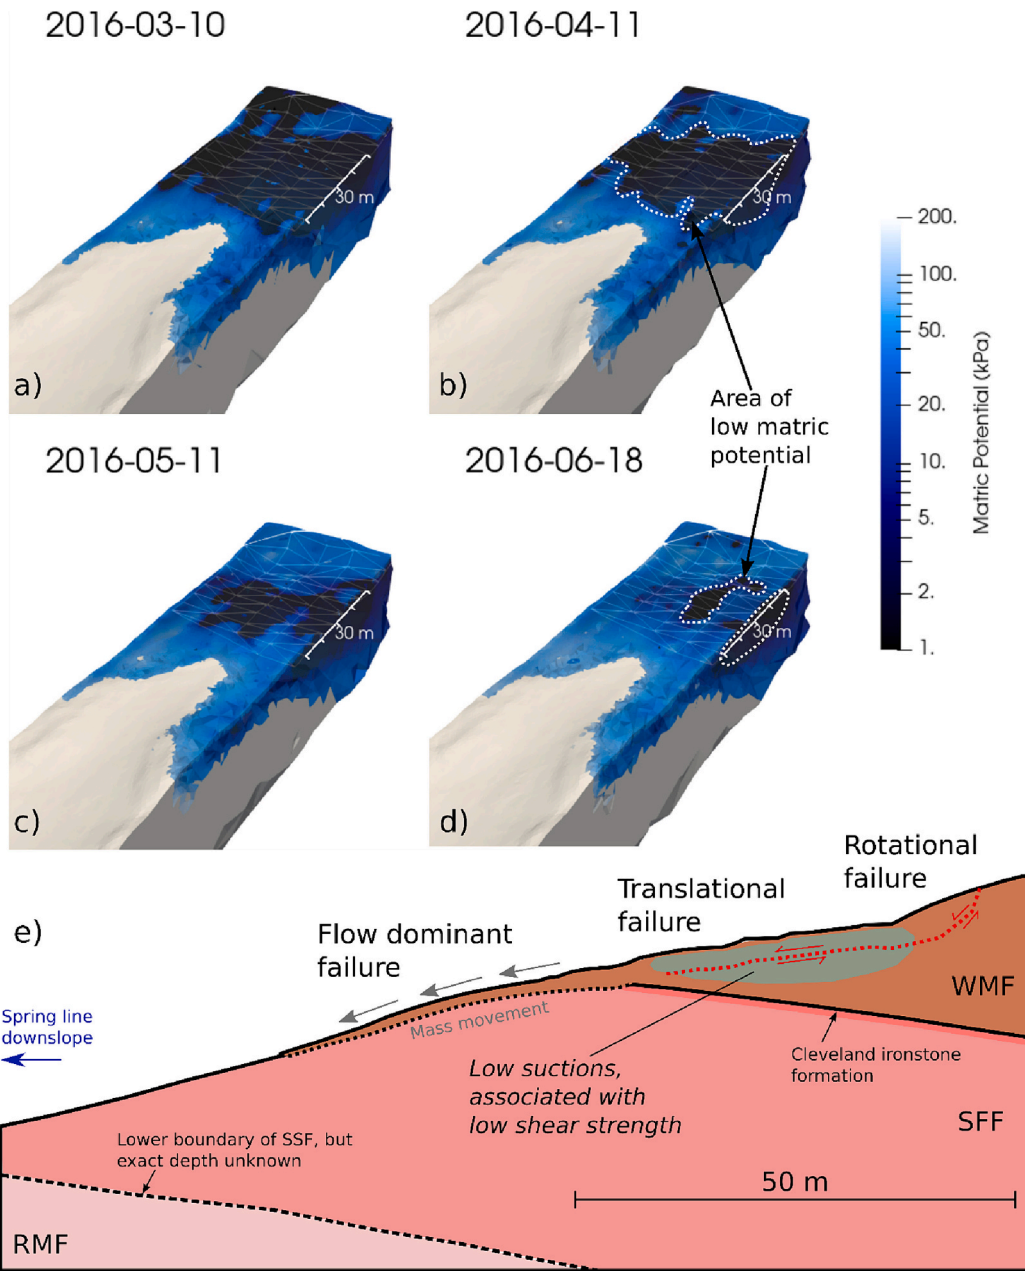 2016-03-10
2016-04-11
30 m
30 m
a)
b)
200.
100.
50.
20.
10.
5.
2.
1.
Matric Potential (kPa)
Area of
low matric
potential
2016-05-11
2016-06-18
30 m
30 m
c)
d)
e)
Rotational
failure
Translational
failure
Flow dominant
failure
WMF
Mass movement
Spring line
downslope
Cleveland ironstone
formation
Low suctions,
associated with
low shear strength
SFF
Lower boundary of SSF, but
exact depth unknown
50 m
RMF